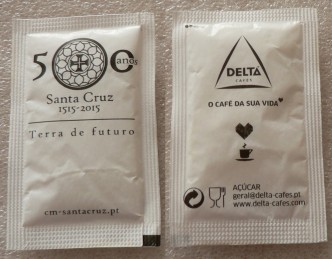 500 anos
Santa Cruz
1515-2015
Terra de futuro
cm-santacruz.pt
DELTA
CAFÉS
O CAFÉ DA SUA VIDA
AÇÚCAR
geral@delta-cafes.pt
www.delta-cafes.com